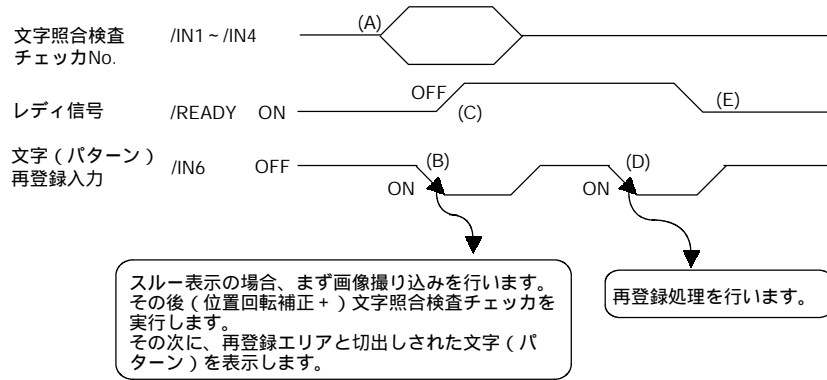 文字照合検査 /IN1~/IN4 (A)
チェッカNo.
レディ信号 /READY ON OFF (C) (E)
文字(パターン)
再登録入力 /IN6 OFF ON (B) ON (D)
スルー表示の場合、まず画像撮り込みを行います。
その後(位置回転補正+)文字照合検査チェッカを
実行します。
その次に、再登録エリアと切出しされた文字(パ
ターン)を表示します。
再登録処理を行います。